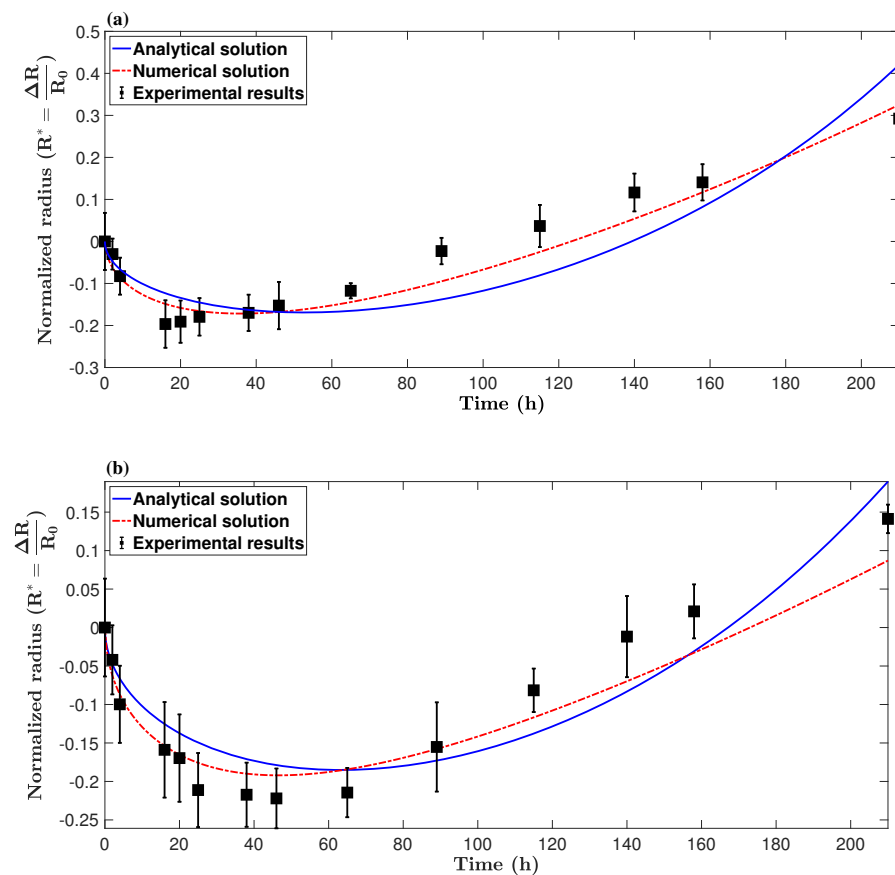 (a)
0.5
0.4
0.3
0.2
0.1
0
-0.1
-0.2
-0.3
Normalized radius (R* = ΔR/R₀)
Analytical solution
Numerical solution
Experimental results
0 20 40 60 80 100 120 140 160 180 200
Time (h)
(b)
0.15
0.1
0.05
0
-0.05
-0.1
-0.15
-0.2
-0.25
Normalized radius (R* = ΔR/R₀)
Analytical solution
Numerical solution
Experimental results
0 20 40 60 80 100 120 140 160 180 200
Time (h)